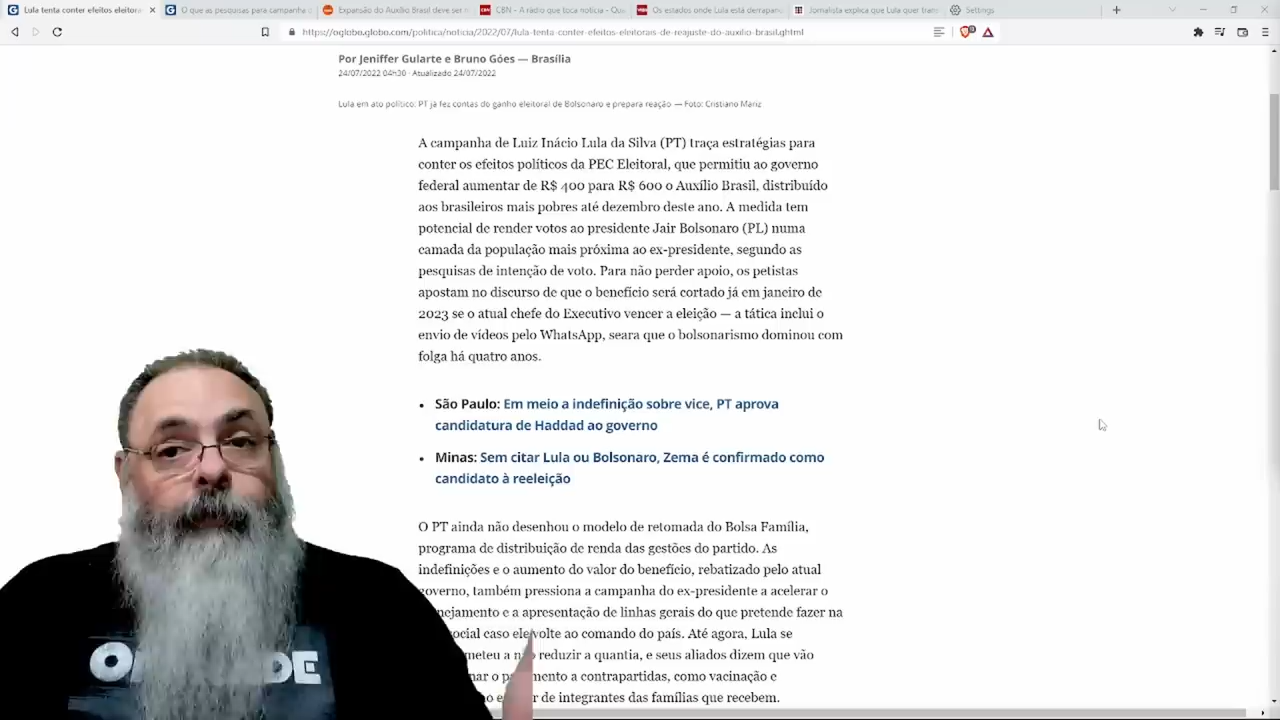 Lula tenta conter efeitos eleitora
O que as pesquisas para campanha
Expansão do Auxílio Brasil deve ser
CBN - A rádio que toca notícia - Qua
Os estados onde Lula está derrapan
Jornalista explica que Lula quer trans
Settings
https://oglobo.globo.com/politica/noticia/2022/07/lula-tenta-conter-efeitos-eleitorais-de-reajuste-do-auxilio-brasil.ghtml
Por Jeniffer Gularte e Bruno Góes — Brasília
24/07/2022 04h30 · Atualizado 24/07/2022
Lula em ato político: PT já fez contas do ganho eleitoral de Bolsonaro e prepara reação — Foto: Cristiano Mariz
A campanha de Luiz Inácio Lula da Silva (PT) traça estratégias para
conter os efeitos políticos da PEC Eleitoral, que permitiu ao governo
federal aumentar de R$ 400 para R$ 600 o Auxílio Brasil, distribuído
aos brasileiros mais pobres até dezembro deste ano. A medida tem
potencial de render votos ao presidente Jair Bolsonaro (PL) numa
camada da população mais próxima ao ex-presidente, segundo as
pesquisas de intenção de voto. Para não perder apoio, os petistas
apostam no discurso de que o benefício será cortado já em janeiro de
2023 se o atual chefe do Executivo vencer a eleição — a tática inclui o
envio de vídeos pelo WhatsApp, seara que o bolsonarismo dominou com
folga há quatro anos.
• São Paulo: Em meio a indefinição sobre vice, PT aprova
candidatura de Haddad ao governo
• Minas: Sem citar Lula ou Bolsonaro, Zema é confirmado como
candidato à reeleição
O PT ainda não desenhou o modelo de retomada do Bolsa Família,
programa de distribuição de renda das gestões do partido. As
indefinições e o aumento do valor do benefício, rebatizado pelo atual
governo, também pressiona a campanha do ex-presidente a acelerar o
nejamento e a apresentação de linhas gerais do que pretende fazer na
ocial caso ele volte ao comando do país. Até agora, Lula se
meteu a não reduzir a quantia, e seus aliados dizem que vão
nar o pagamento a contrapartidas, como vacinação e
de integrantes das famílias que recebem.